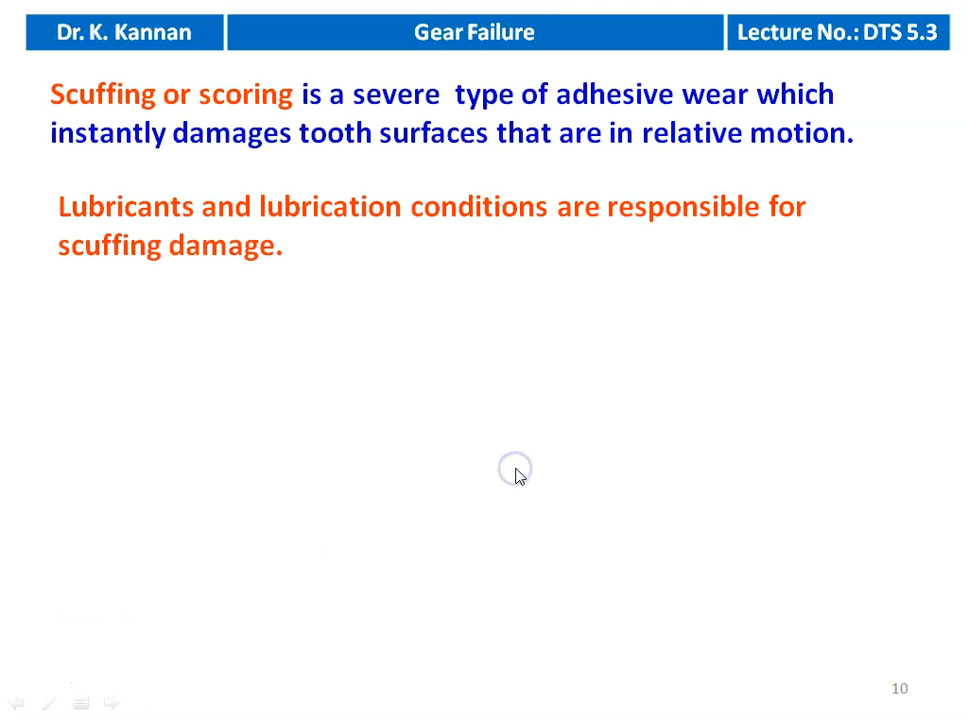 Dr. K. Kannan
Gear Failure
Lecture No.: DTS 5.3
Scuffing or scoring is a severe type of adhesive wear which
instantly damages tooth surfaces that are in relative motion.
Lubricants and lubrication conditions are responsible for
scuffing damage.
10